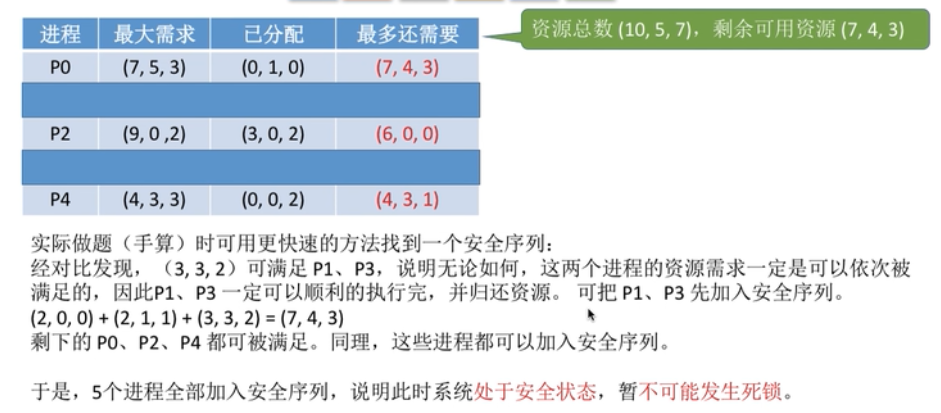 进程 最大需求 已分配 最多还需要
资源总数 (10, 5, 7)，剩余可用资源 (7, 4, 3)
P0 (7, 5, 3) (0, 1, 0) (7, 4, 3)
P2 (9, 0 ,2) (3, 0, 2) (6, 0, 0)
P4 (4, 3, 3) (0, 0, 2) (4, 3, 1)
实际做题（手算）时可用更快速的方法找到一个安全序列：
经对比发现，（3, 3, 2）可满足 P1、P3，说明无论如何，这两个进程的资源需求一定是可以依次被
满足的，因此P1、P3 一定可以顺利的执行完，并归还资源。 可把 P1、P3 先加入安全序列。
(2, 0, 0) + (2, 1, 1) + (3, 3, 2) = (7, 4, 3)
剩下的 P0、P2、P4 都可被满足。同理，这些进程都可以加入安全序列。
于是，5个进程全部加入安全序列，说明此时系统处于安全状态，暂不可能发生死锁。